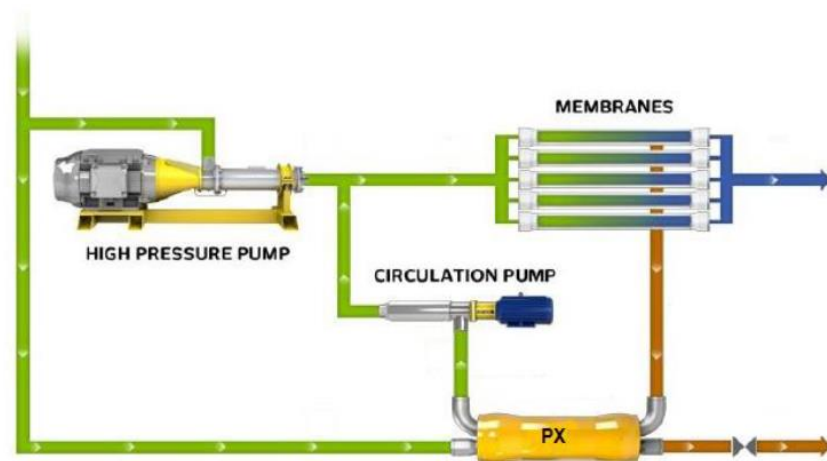 MEMBRANES
HIGH PRESSURE PUMP
CIRCULATION PUMP
PX